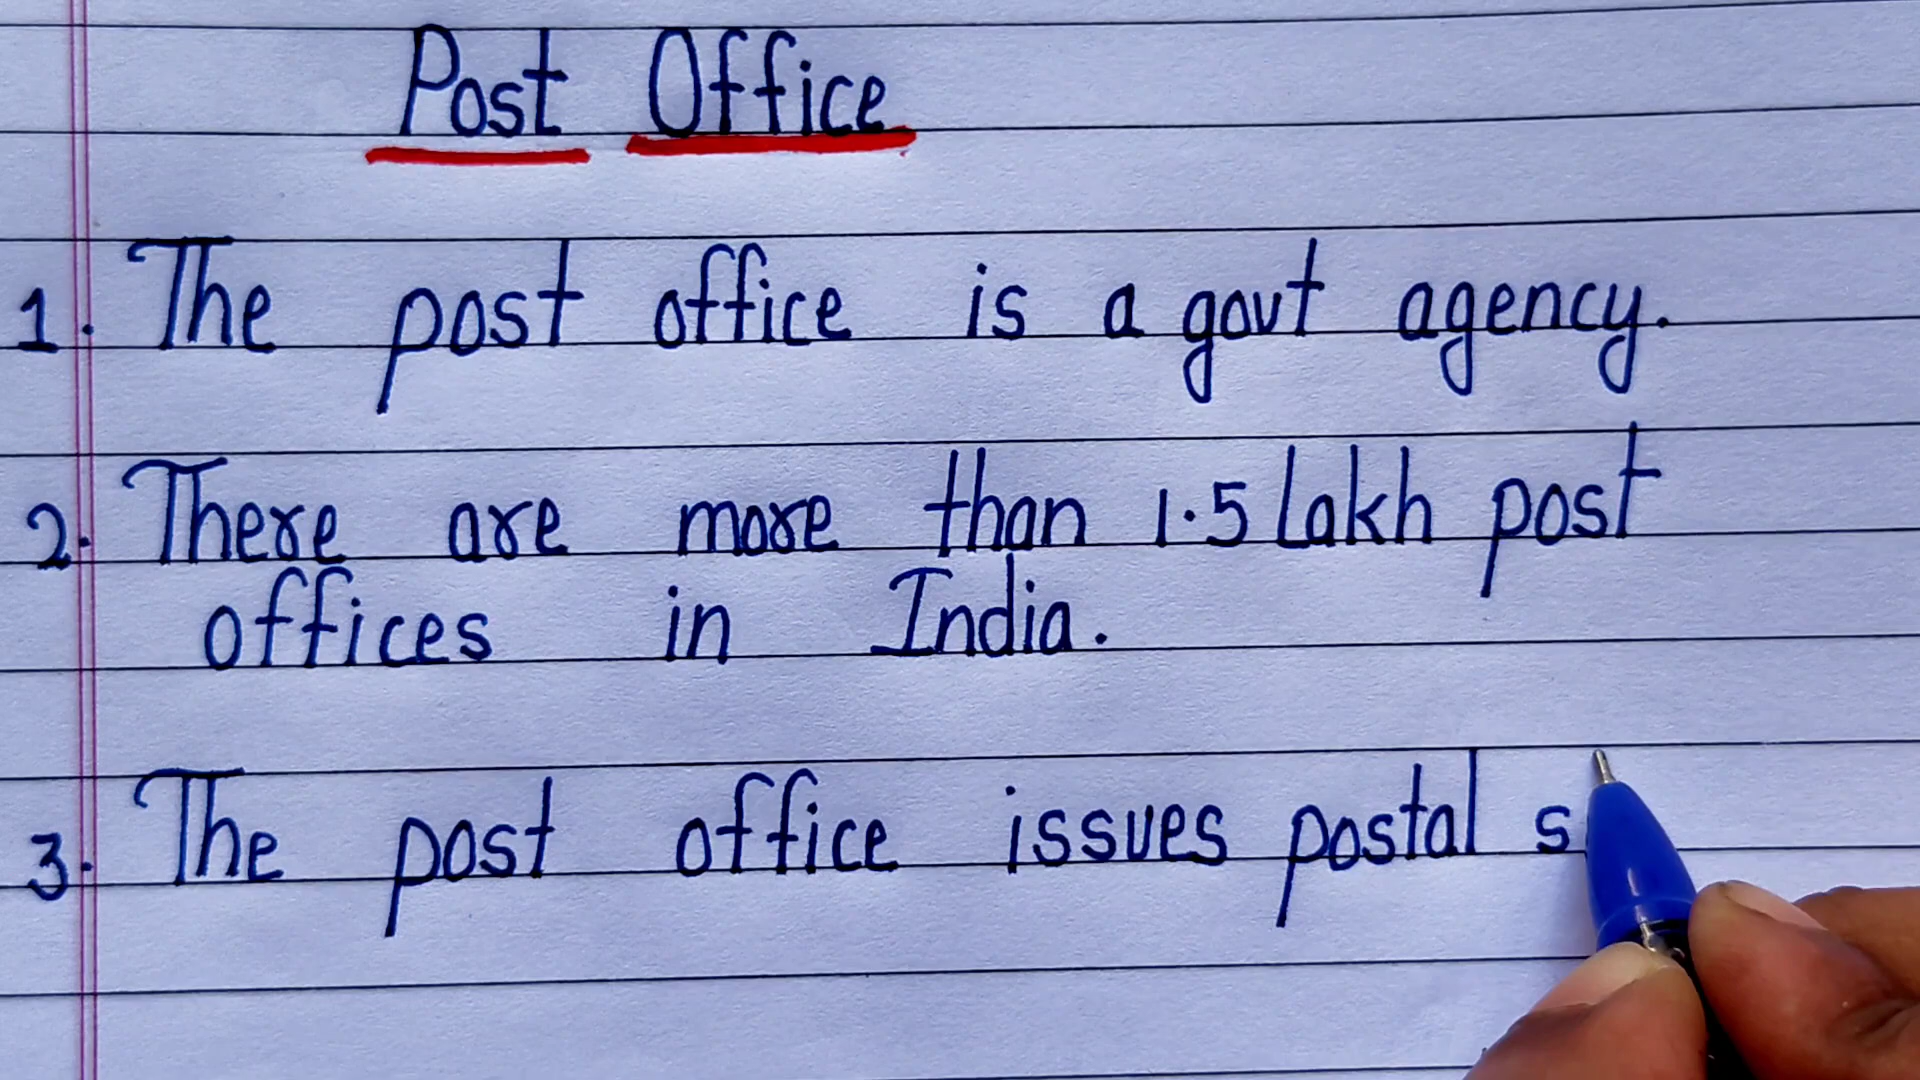 Post Office
1. The post office is a govt agency.
2. There are more than 1.5 lakh post
offices in India.
3. The post office issues postal s